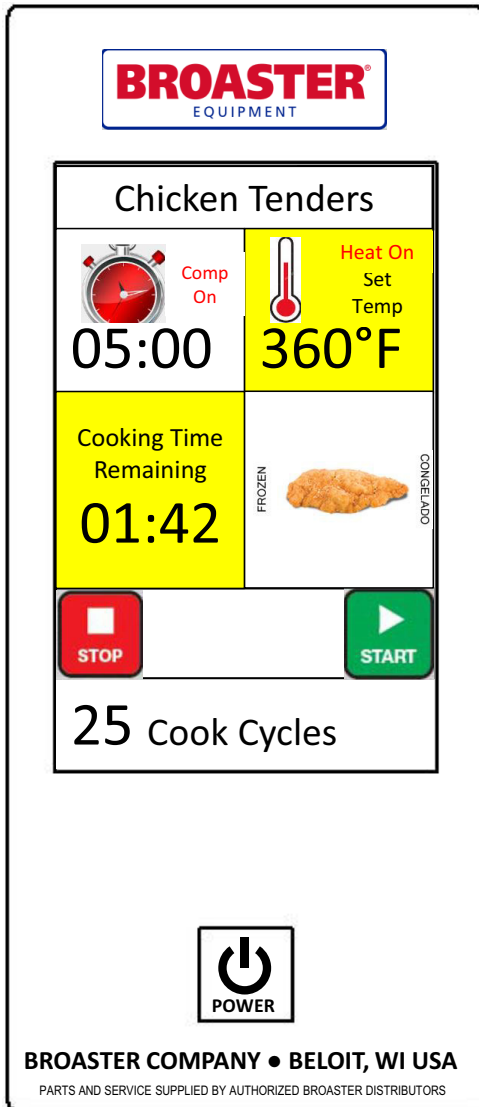 BROASTER®
EQUIPMENT
Chicken Tenders
Comp
On
05:00
Heat On
Set
Temp
360°F
Cooking Time
Remaining
01:42
FROZEN
CONGELADO
STOP
START
25 Cook Cycles
POWER
BROASTER COMPANY ● BELOIT, WI USA
PARTS AND SERVICE SUPPLIED BY AUTHORIZED BROASTER DISTRIBUTORS